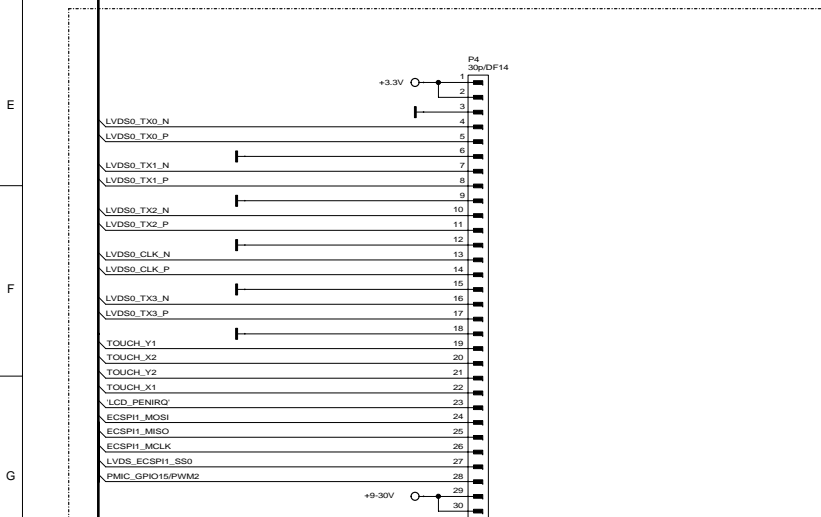 P4
30p/DF14
+3.3V
1
2
E
3
LVDS0_TX0_N 4
LVDS0_TX0_P 5
6
LVDS0_TX1_N 7
LVDS0_TX1_P 8
9
LVDS0_TX2_N 10
LVDS0_TX2_P 11
12
LVDS0_CLK_N 13
LVDS0_CLK_P 14
F
15
LVDS0_TX3_N 16
LVDS0_TX3_P 17
18
TOUCH_Y1 19
TOUCH_X2 20
TOUCH_Y2 21
TOUCH_X1 22
'LCD_PENIRQ' 23
ECSPI1_MOSI 24
ECSPI1_MISO 25
ECSPI1_MCLK 26
LVDS_ECSPI1_SS0 27
G
PMIC_GPIO15/PWM2 28
+9-30V 29
30